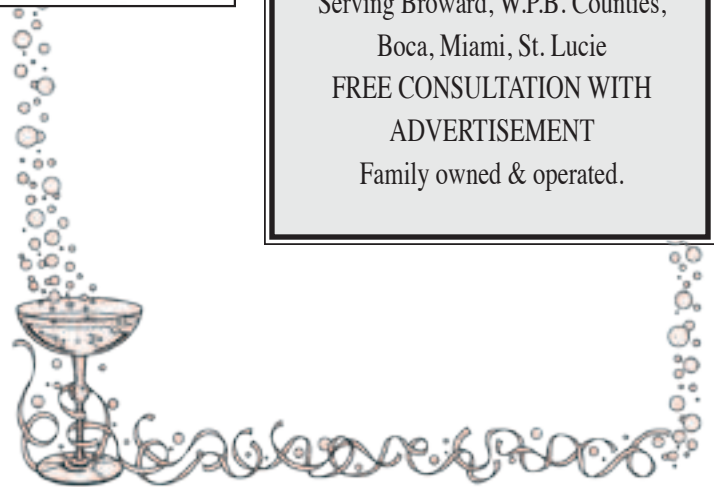 Serving Broward, W.P.B. Counties,
Boca, Miami, St. Lucie
FREE CONSULTATION WITH
ADVERTISEMENT
Family owned & operated.